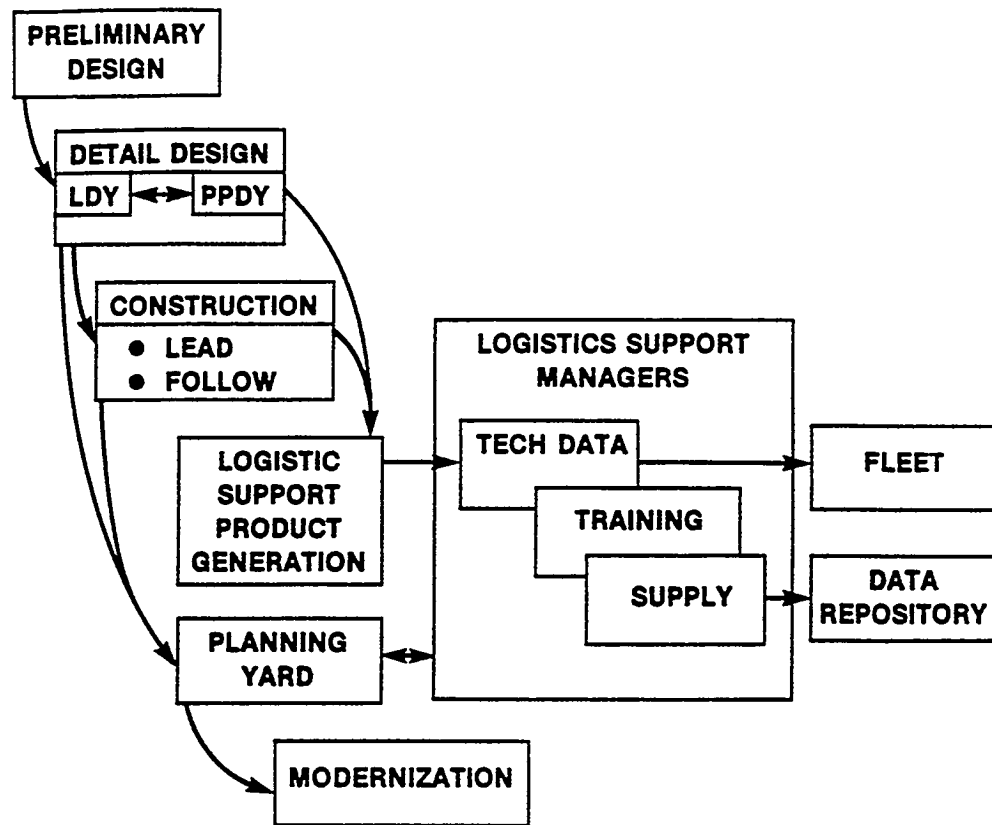 PRELIMINARY
DESIGN
DETAIL DESIGN
LDY
PPDY
CONSTRUCTION
● LEAD
● FOLLOW
LOGISTIC
SUPPORT
PRODUCT
GENERATION
LOGISTICS SUPPORT
MANAGERS
TECH DATA
TRAINING
SUPPLY
FLEET
DATA
REPOSITORY
PLANNING
YARD
MODERNIZATION